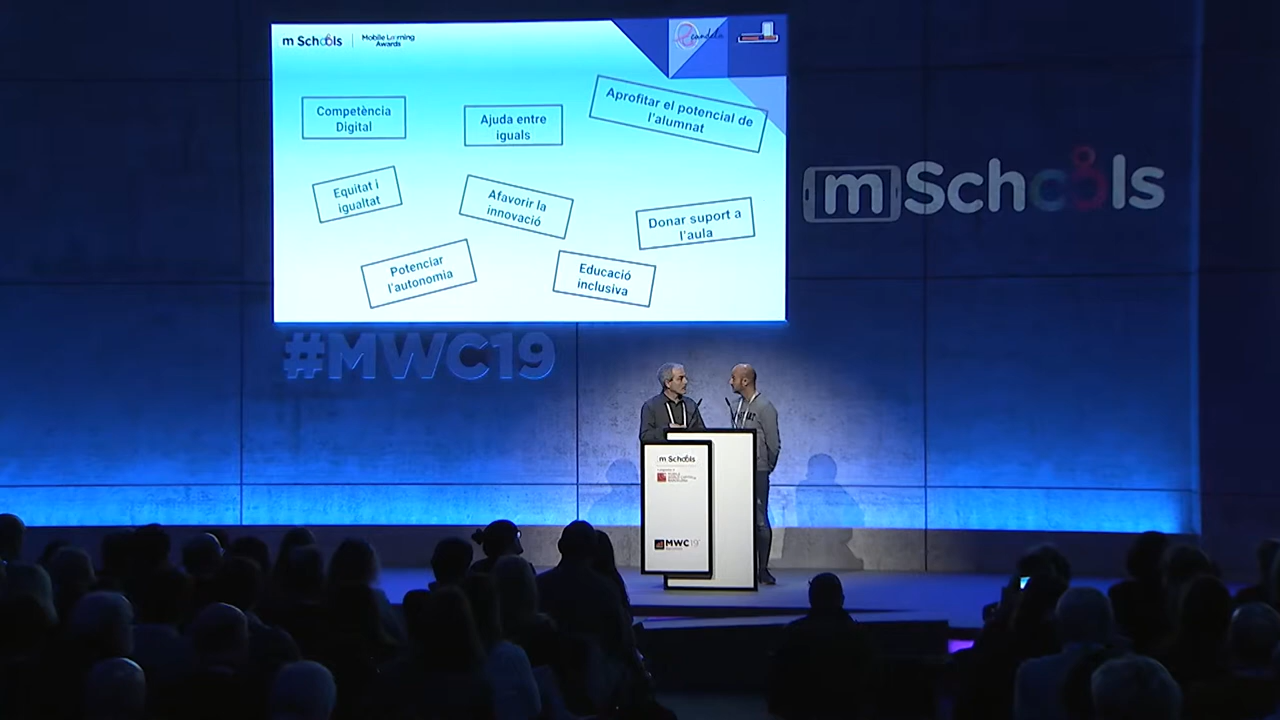 m Schools
Mobile Learning
Awards
candela
Competència
Digital
Ajuda entre
iguals
Aprofitar el potencial de
l'alumnat
Equitat i
igualtat
Afavorir la
innovació
Donar suport a
l'aula
Potenciar
l'autonomia
Educació
inclusiva
mSchools
#MWC19
m Schools
MWC19